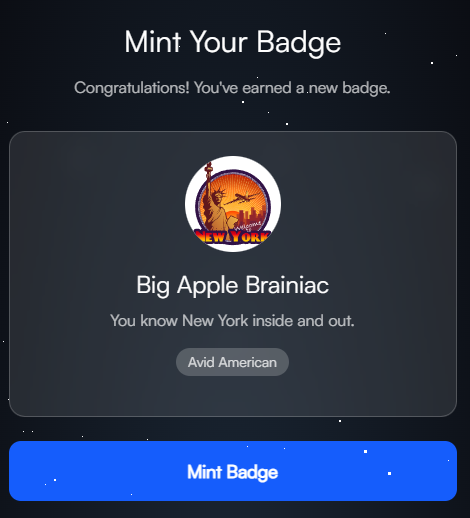 Mint Your Badge
Congratulations! You've earned a new badge.
Welcome
NEW YORK
Big Apple Brainiac
You know New York inside and out.
Avid American
Mint Badge